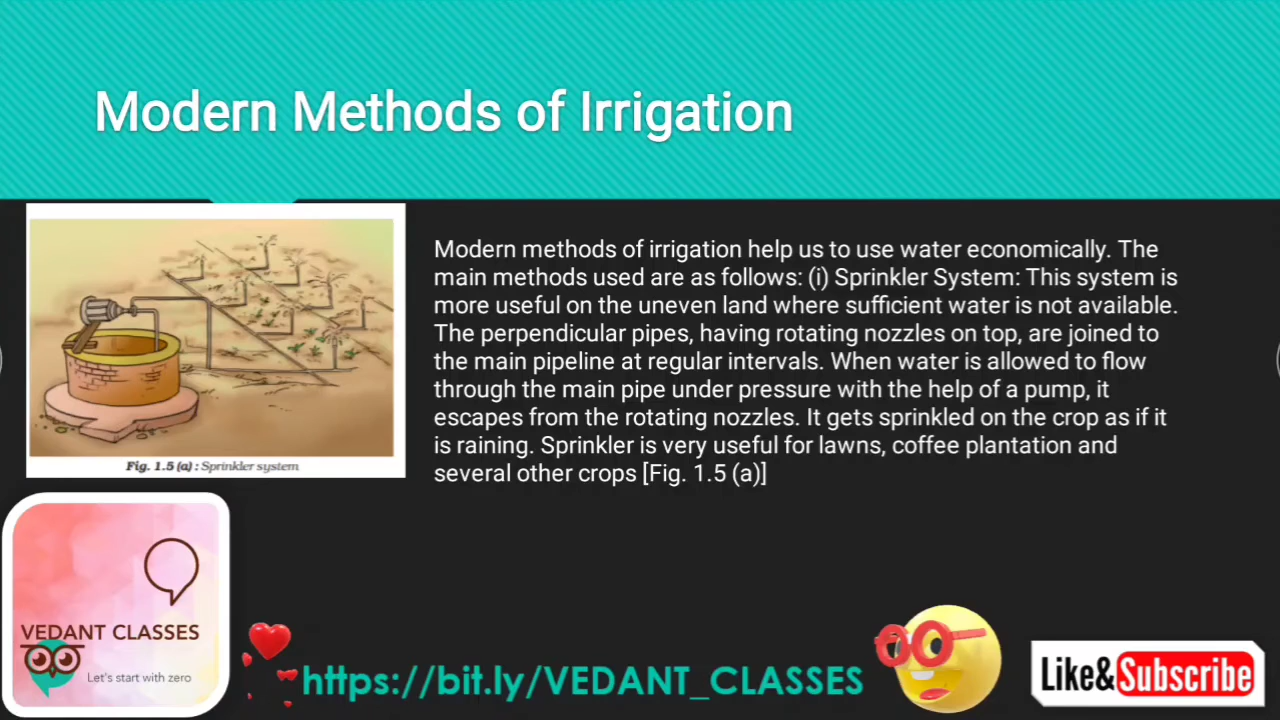 Modern Methods of Irrigation
Modern methods of irrigation help us to use water economically. The
main methods used are as follows: (i) Sprinkler System: This system is
more useful on the uneven land where sufficient water is not available.
The perpendicular pipes, having rotating nozzles on top, are joined to
the main pipeline at regular intervals. When water is allowed to flow
through the main pipe under pressure with the help of a pump, it
escapes from the rotating nozzles. It gets sprinkled on the crop as if it
is raining. Sprinkler is very useful for lawns, coffee plantation and
several other crops [Fig. 1.5 (a)]
Fig. 1.5 (a) : Sprinkler system
VEDANT CLASSES
Let's start with zero
https://bit.ly/VEDANT_CLASSES
Like&Subscribe